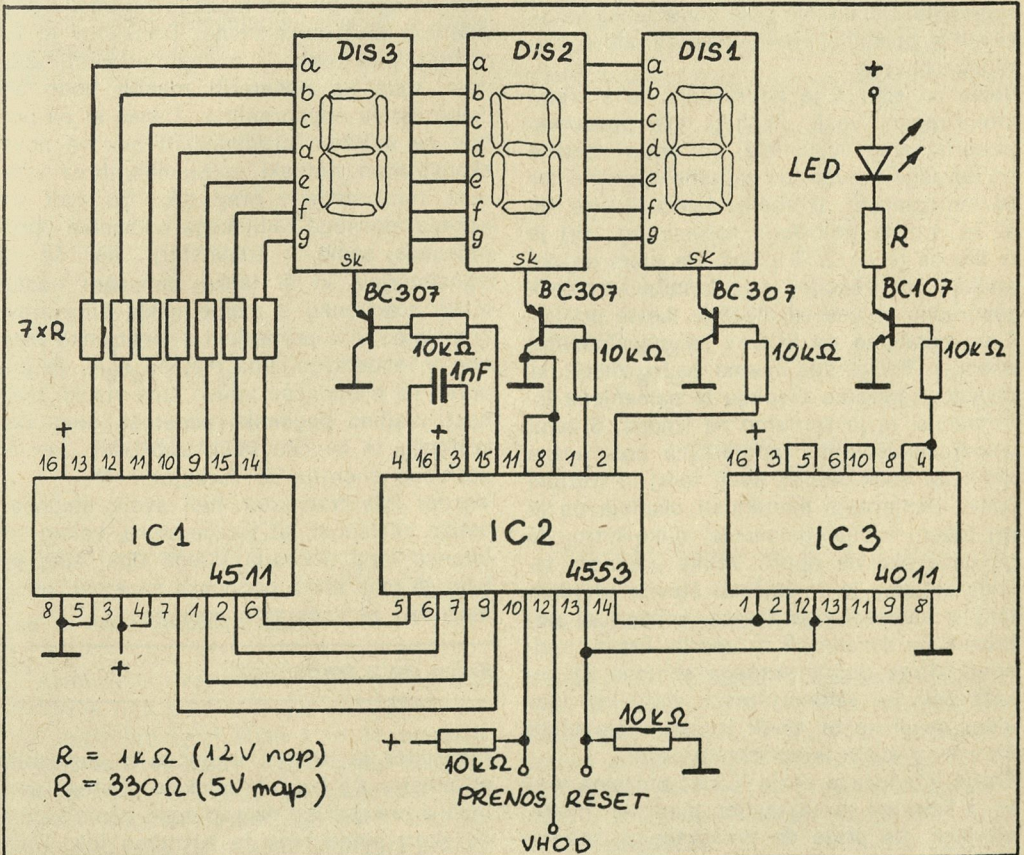 DIS3 DIS2 DIS1
a a a
b b b
c c c
d d d
e e e
f f f
g g g
SK SK SK
+
LED
R
BC307 BC307 BC307 BC107
7xR
10kΩ 10kΩ 10kΩ 10kΩ
1nF
+ + +
16 13 12 11 10 9 15 14
4 16 3 15 11 8 1 2
16 3 5 6 10 8 4
IC1 IC2 IC3
4511 4553 4011
8 5 3 4 7 1 2 6
5 6 7 9 10 12 13 14
1 2 12 13 11 9 8
+
+ 10kΩ
10kΩ
R = 1kΩ (12V nap)
R = 330Ω (5V nap)
PRENOS RESET
VHOD